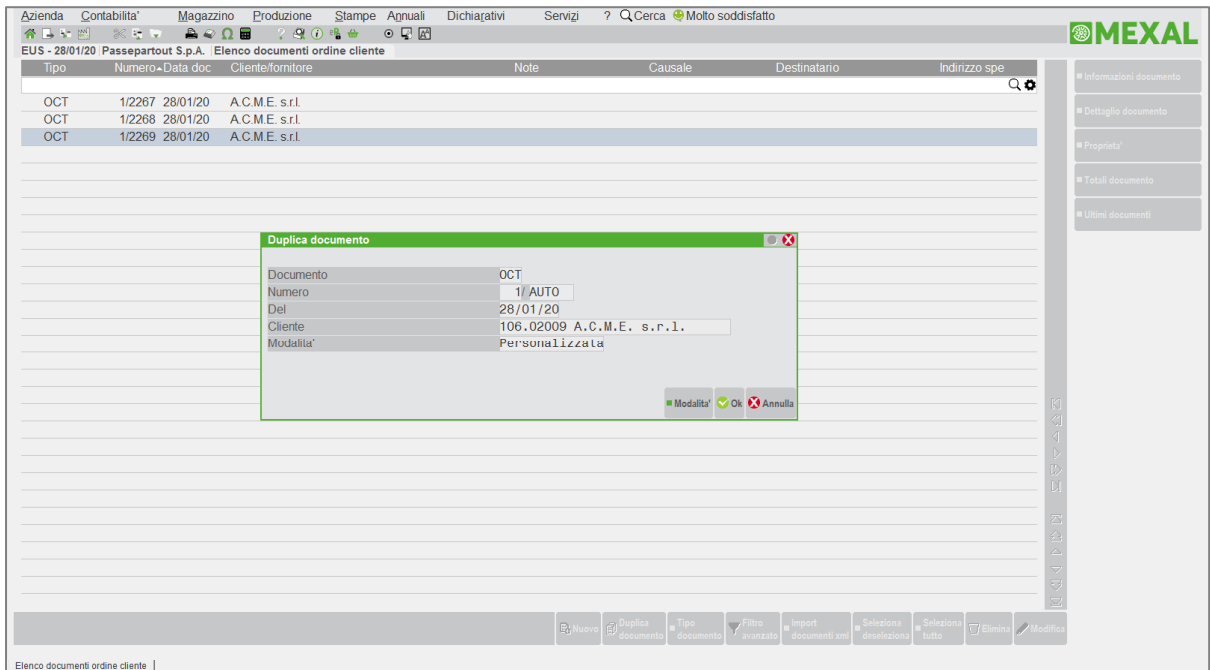 Azienda Contabilita' Magazzino Produzione Stampe Annuali Dichiarativi Servizi ? Cerca Molto soddisfatto
MEXAL
EUS - 28/01/20 Passepartout S.p.A. Elenco documenti ordine cliente
Tipo Numero Data doc Cliente/fornitore Note Causale Destinatario Indirizzo spe
OCT 1/2267 28/01/20 A.C.M.E. s.r.l.
OCT 1/2268 28/01/20 A.C.M.E. s.r.l.
OCT 1/2269 28/01/20 A.C.M.E. s.r.l.
Informazioni documento
Dettaglio documento
Proprieta'
Totali documento
Ultimi documenti
Duplica documento
Documento OCT
Numero 1/ AUTO
Del 28/01/20
Cliente 106.02009 A.C.M.E. s.r.l.
Modalita' Personalizzata
Modalita' Ok Annulla
Nuovo Duplica documento Tipo documento Filtro avanzato Import documenti xml Seleziona deseleziona Seleziona tutto Elimina Modifica
Elenco documenti ordine cliente